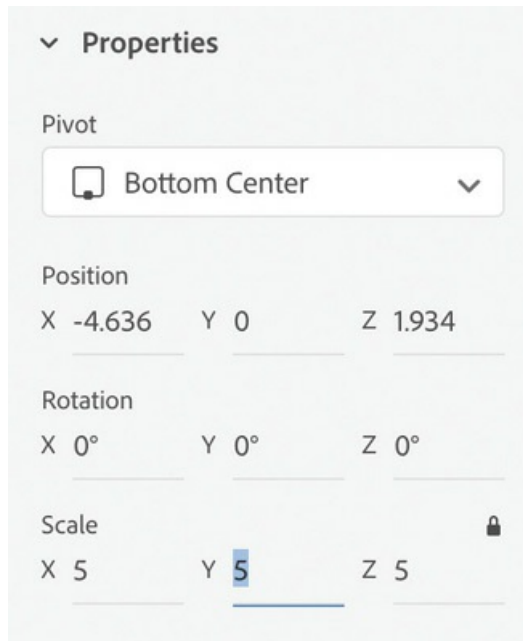 Properties
Pivot
Bottom Center
Position
X -4.636 Y 0 Z 1.934
Rotation
X 0° Y 0° Z 0°
Scale
X 5 Y 5 Z 5